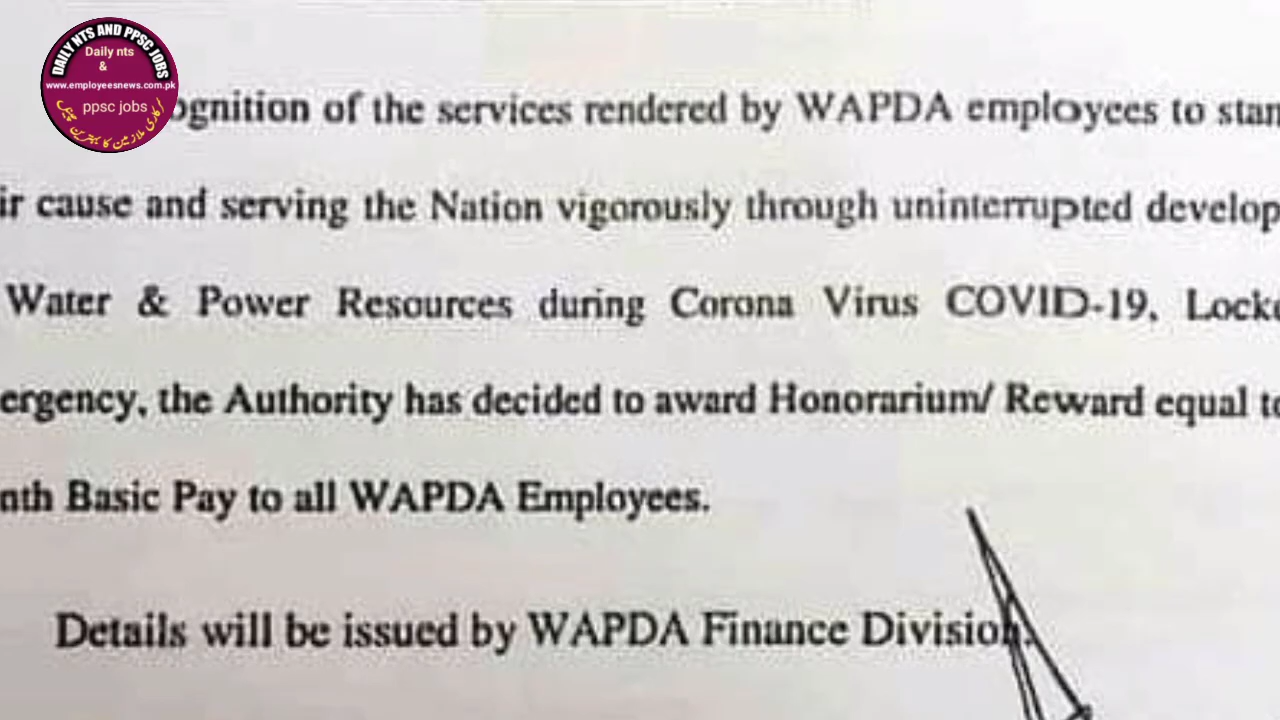 DAILY NTS AND PPSC JOBS
Daily nts
&
www.employeesnews.com.pk
ppsc jobs
ognition of the services rendered by WAPDA employees to stan
ir cause and serving the Nation vigorously through uninterrupted develop
Water & Power Resources during Corona Virus COVID-19, Lock
ergency, the Authority has decided to award Honorarium/ Reward equal to
nth Basic Pay to all WAPDA Employees.
Details will be issued by WAPDA Finance Division.